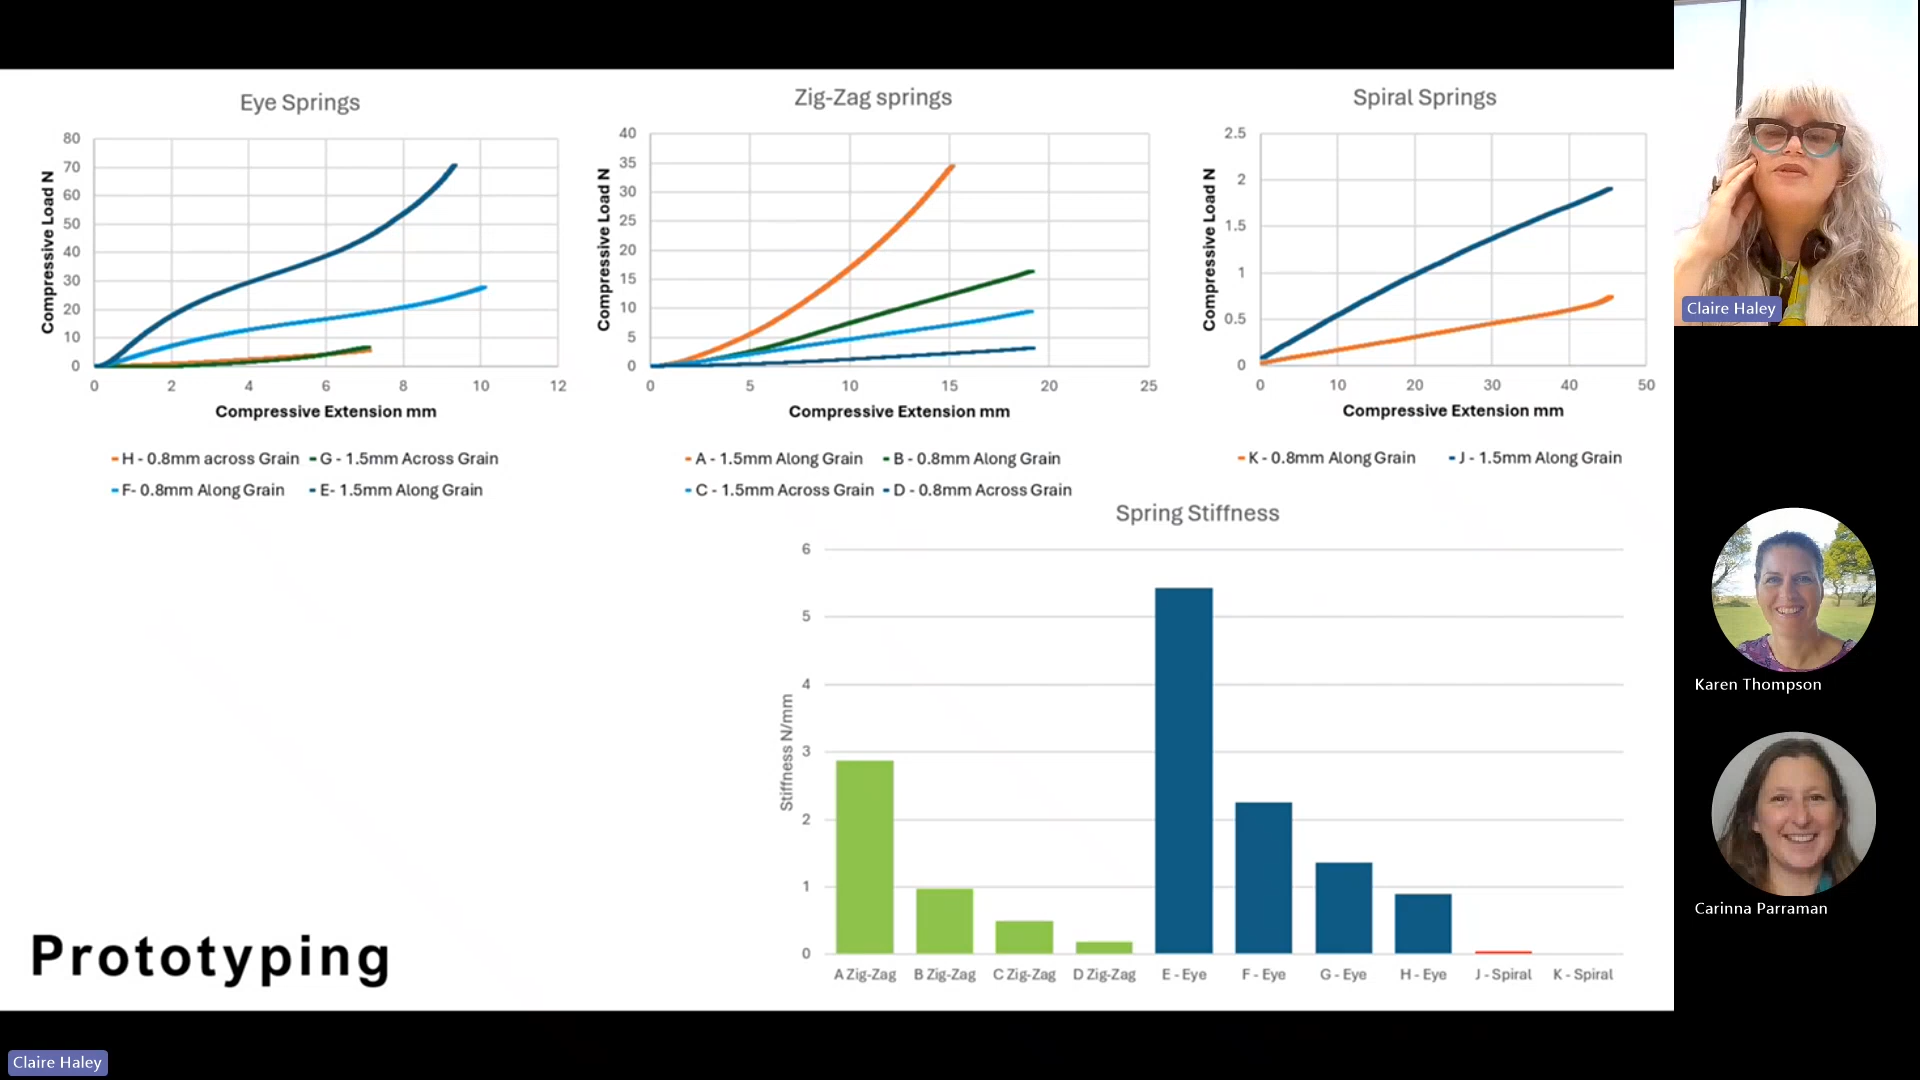 Eye Springs
80
70
60
50
40
30
20
10
0
Compressive Load N
0 2 4 6 8 10 12
Compressive Extension mm
H - 0.8mm across Grain G - 1.5mm Across Grain
F- 0.8mm Along Grain E- 1.5mm Along Grain
Zig-Zag springs
40
35
30
25
20
15
10
5
0
Compressive Load N
0 5 10 15 20 25
Compressive Extension mm
A - 1.5mm Along Grain B - 0.8mm Along Grain
C - 1.5mm Across Grain D - 0.8mm Across Grain
Spiral Springs
2.5
2
1.5
1
0.5
0
Compressive Load N
0 10 20 30 40 50
Compressive Extension mm
K - 0.8mm Along Grain J - 1.5mm Along Grain
Spring Stiffness
6
5
4
3
2
1
0
Stiffness N/mm
A Zig-Zag B Zig-Zag C Zig-Zag D Zig-Zag E - Eye F - Eye G - Eye H - Eye J - Spiral K - Spiral
Prototyping
Claire Haley
Karen Thompson
Carinna Parraman
Claire Haley